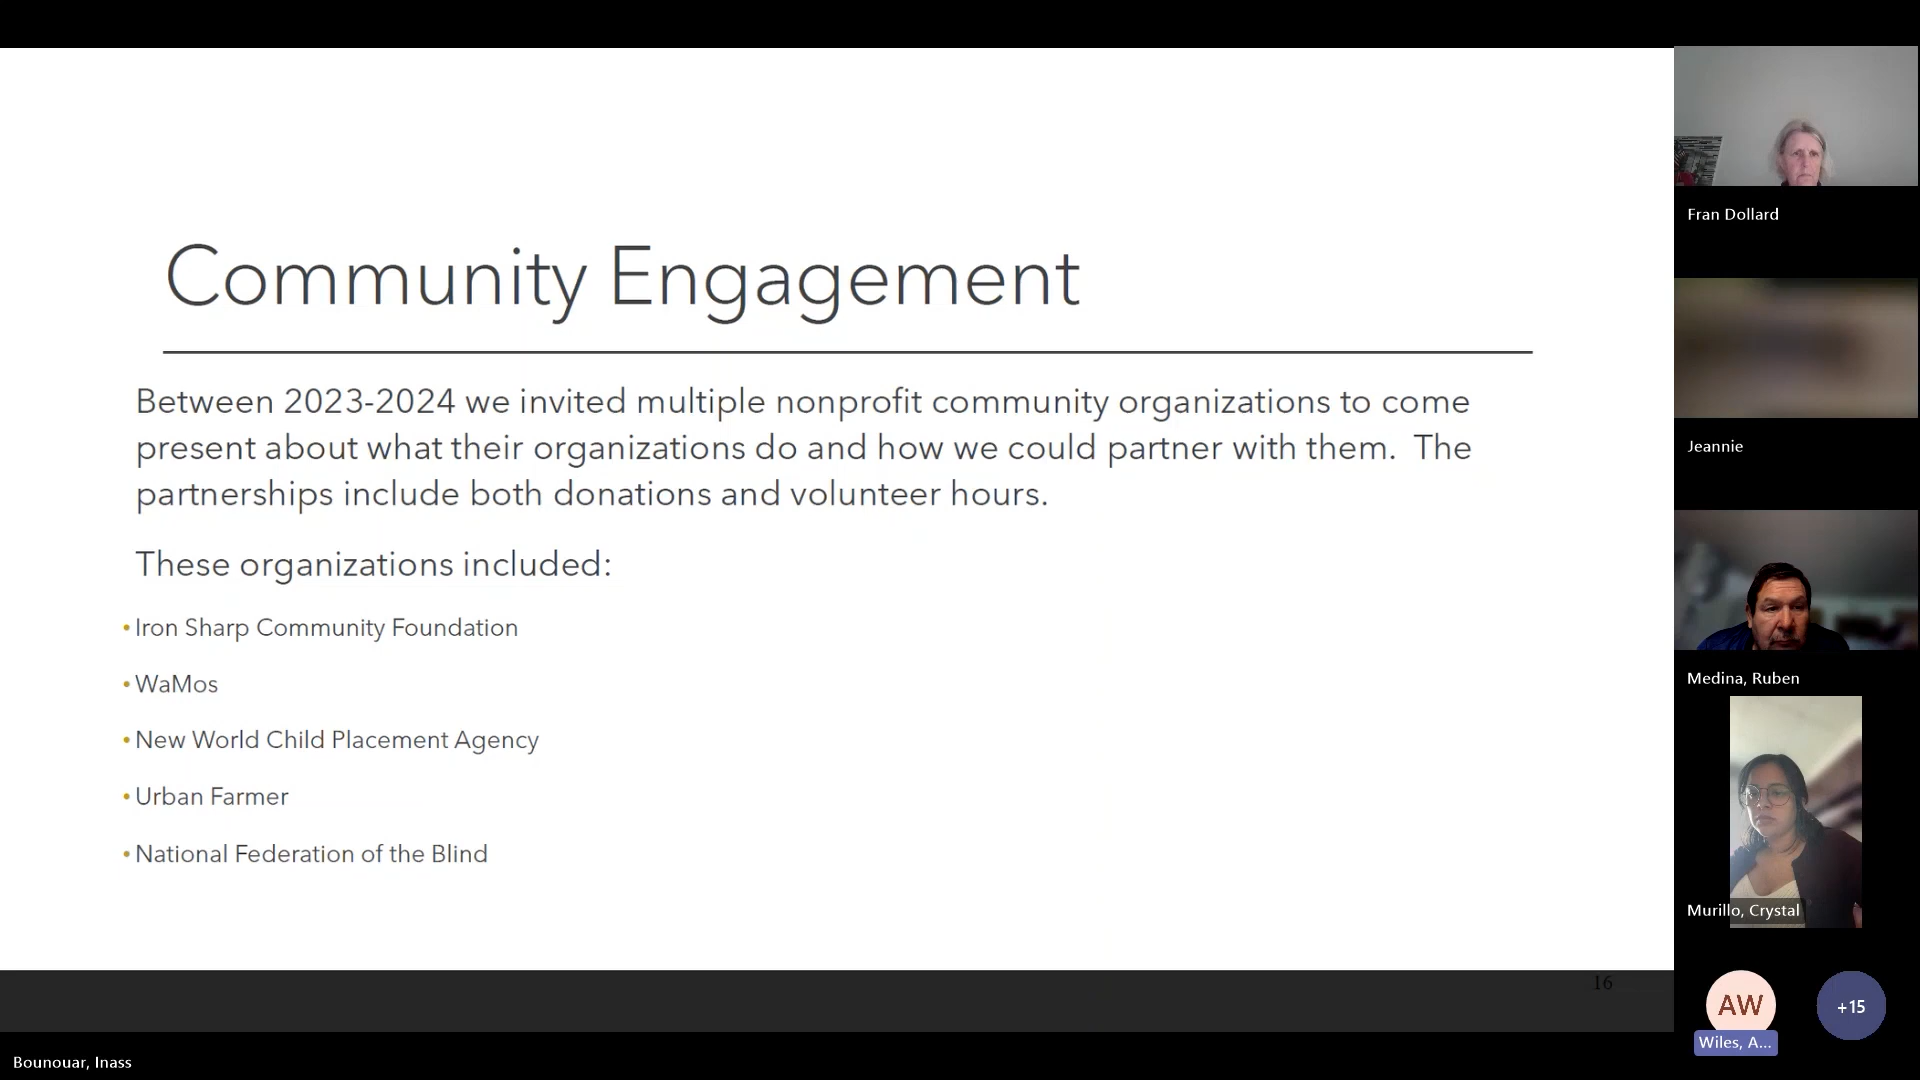 Community Engagement
Between 2023-2024 we invited multiple nonprofit community organizations to come
present about what their organizations do and how we could partner with them. The
partnerships include both donations and volunteer hours.
These organizations included:
• Iron Sharp Community Foundation
• WaMos
• New World Child Placement Agency
• Urban Farmer
• National Federation of the Blind
16
Bounouar, Inass
Fran Dollard
Jeannie
Medina, Ruben
Murillo, Crystal
AW
Wiles, A...
+15